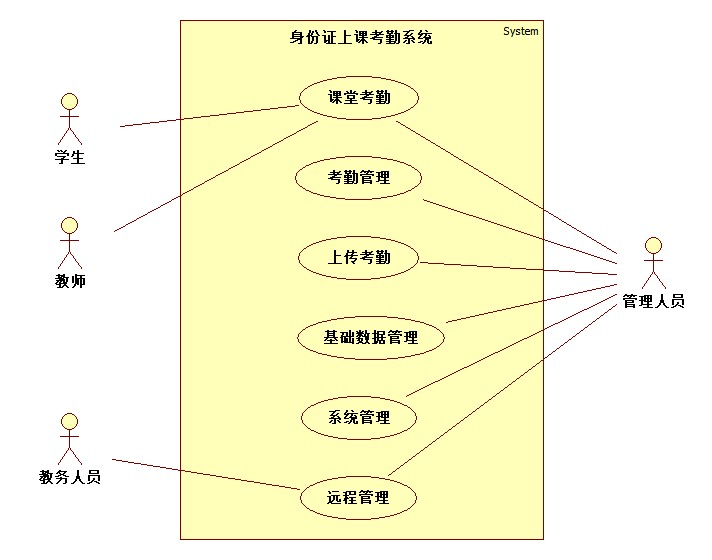 身份证上课考勤系统
System
课堂考勤
学生
考勤管理
教师
上传考勤
管理人员
基础数据管理
系统管理
教务人员
远程管理